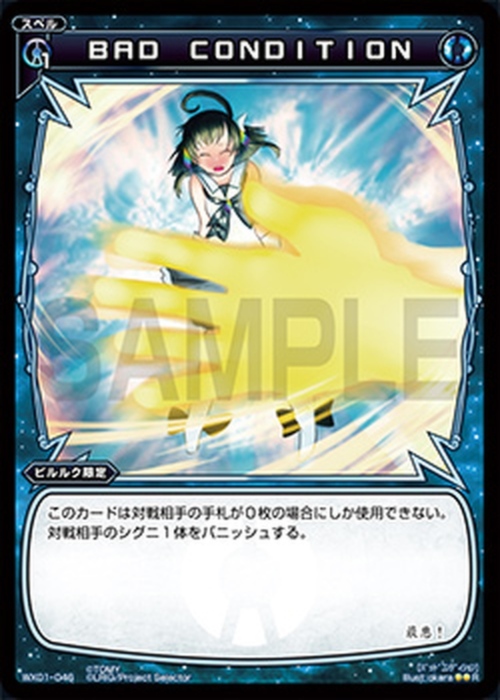 スペル
BAD CONDITION
1
SAMPLE
ピルルク限定
このカードは対戦相手の手札が0枚の場合にしか使用できない。
対戦相手のシグニ1体をバニッシュする。
最悪!
©TOMY
WX01-046 ©LRIG/Project Selector